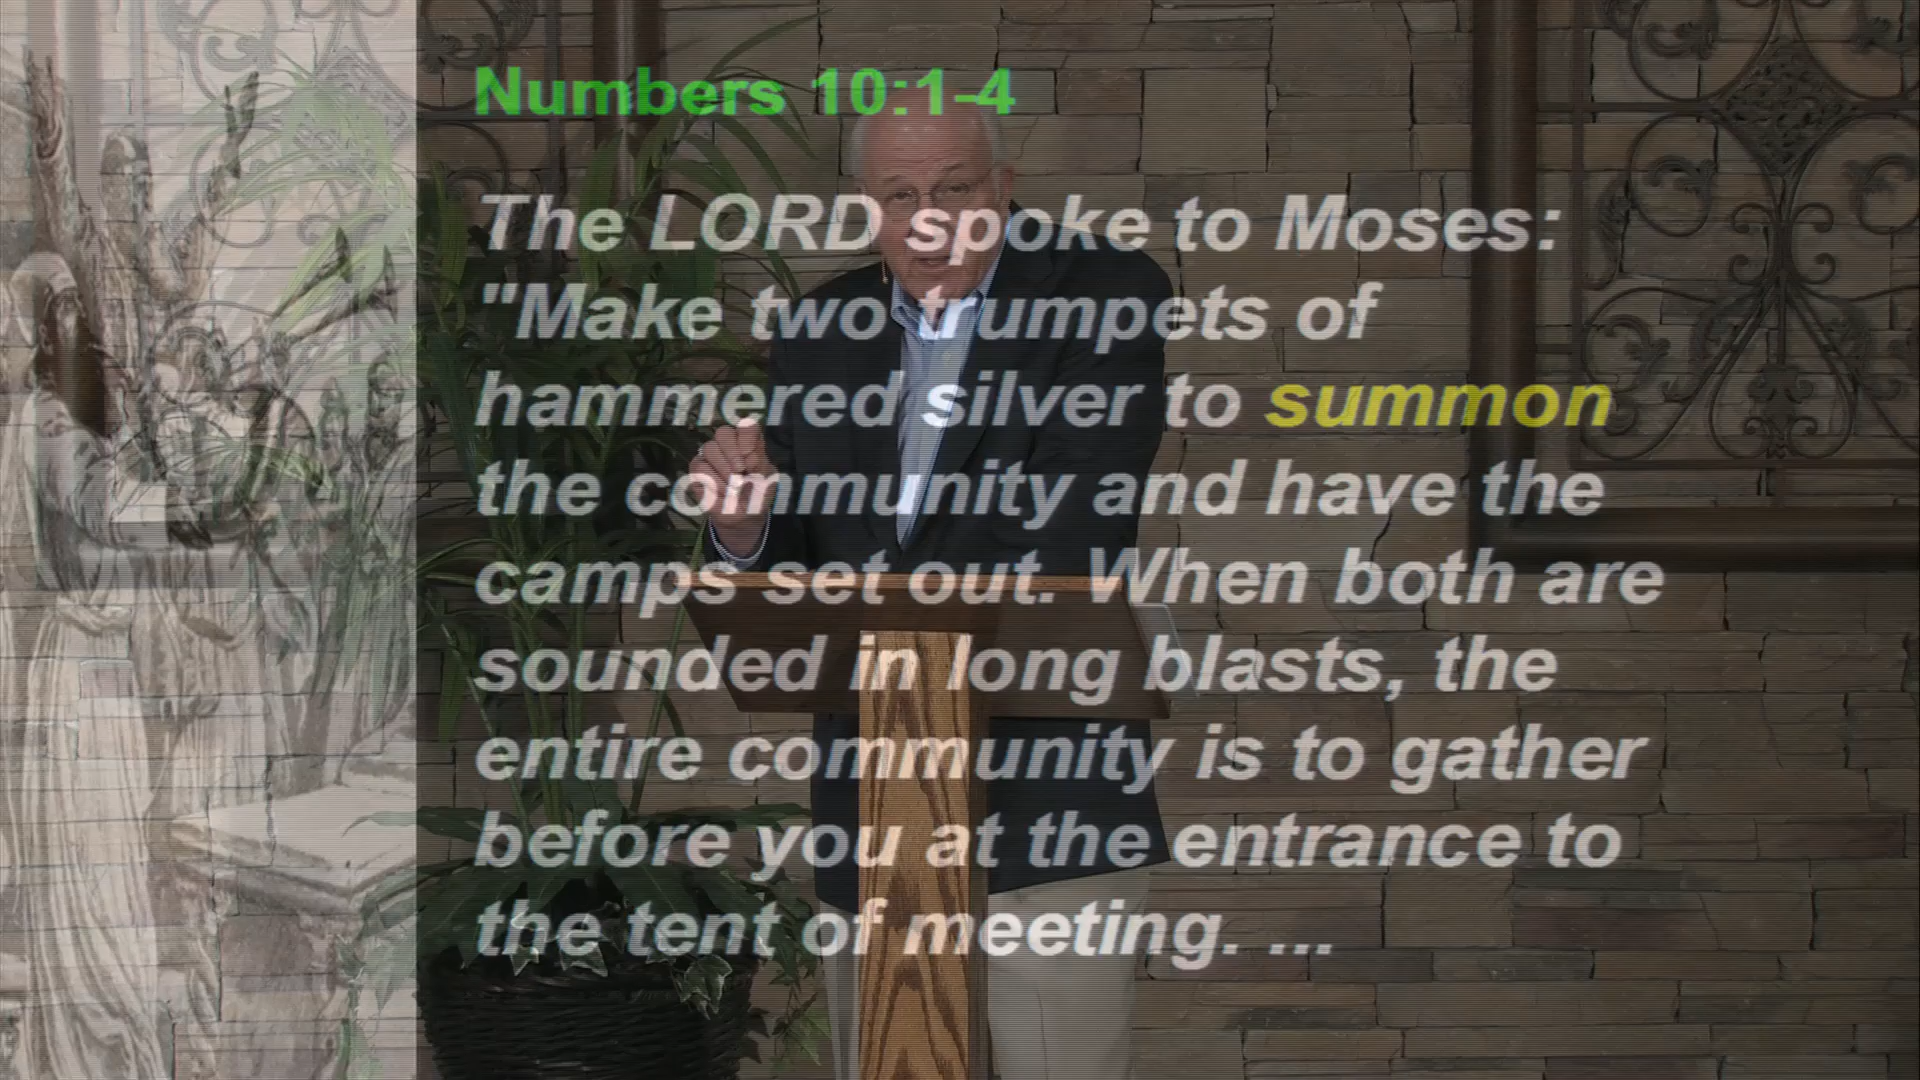 Numbers 10:1-4
The LORD spoke to Moses:
"Make two trumpets of
hammered silver to summon
the community and have the
camps set out. When both are
sounded in long blasts, the
entire community is to gather
before you at the entrance to
the tent of meeting. ...